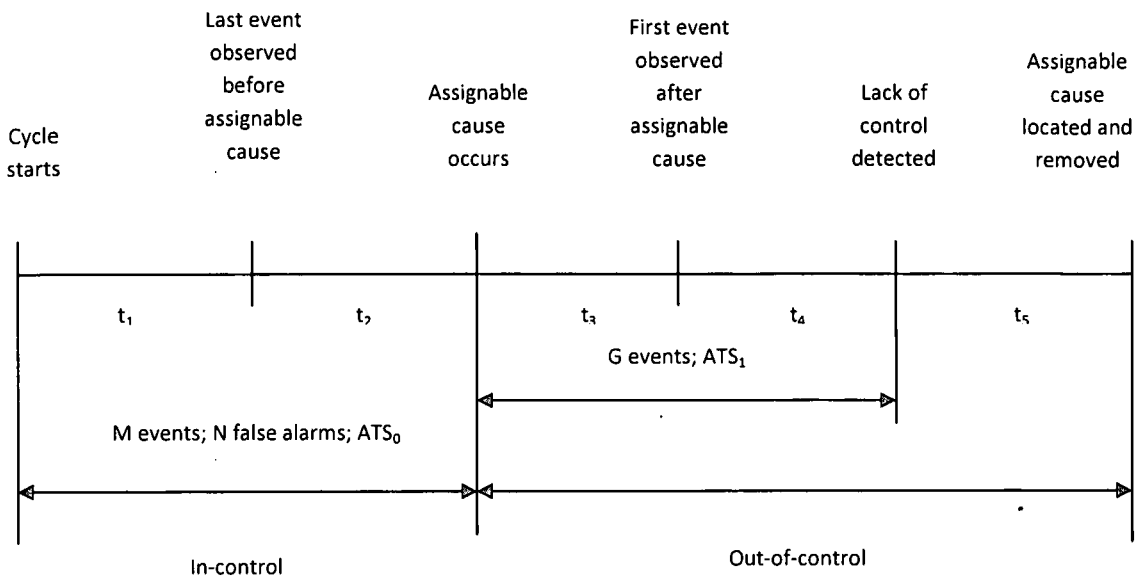 Cycle
starts
Last event
observed
before
assignable
cause
Assignable
cause
occurs
First event
observed
after
assignable
cause
Lack of
control
detected
Assignable
cause
located and
removed
t₁
t₂
t₃
t₄
t₅
G events; ATS₁
M events; N false alarms; ATS₀
In-control
Out-of-control